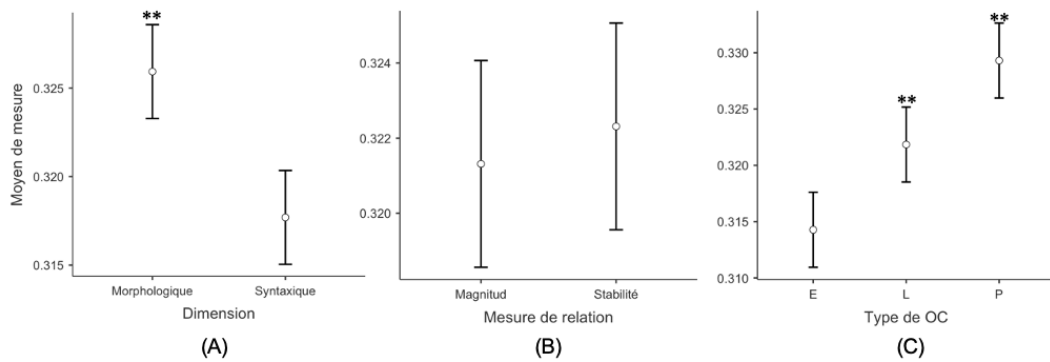 Moyen de mesure
**
0.325
0.320
0.315
Morphologique Syntaxique
Dimension
(A)
0.324
0.322
0.320
Magnitud Stabilité
Mesure de relation
(B)
**
**
0.330
0.325
0.320
0.315
0.310
E L P
Type de OC
(C)